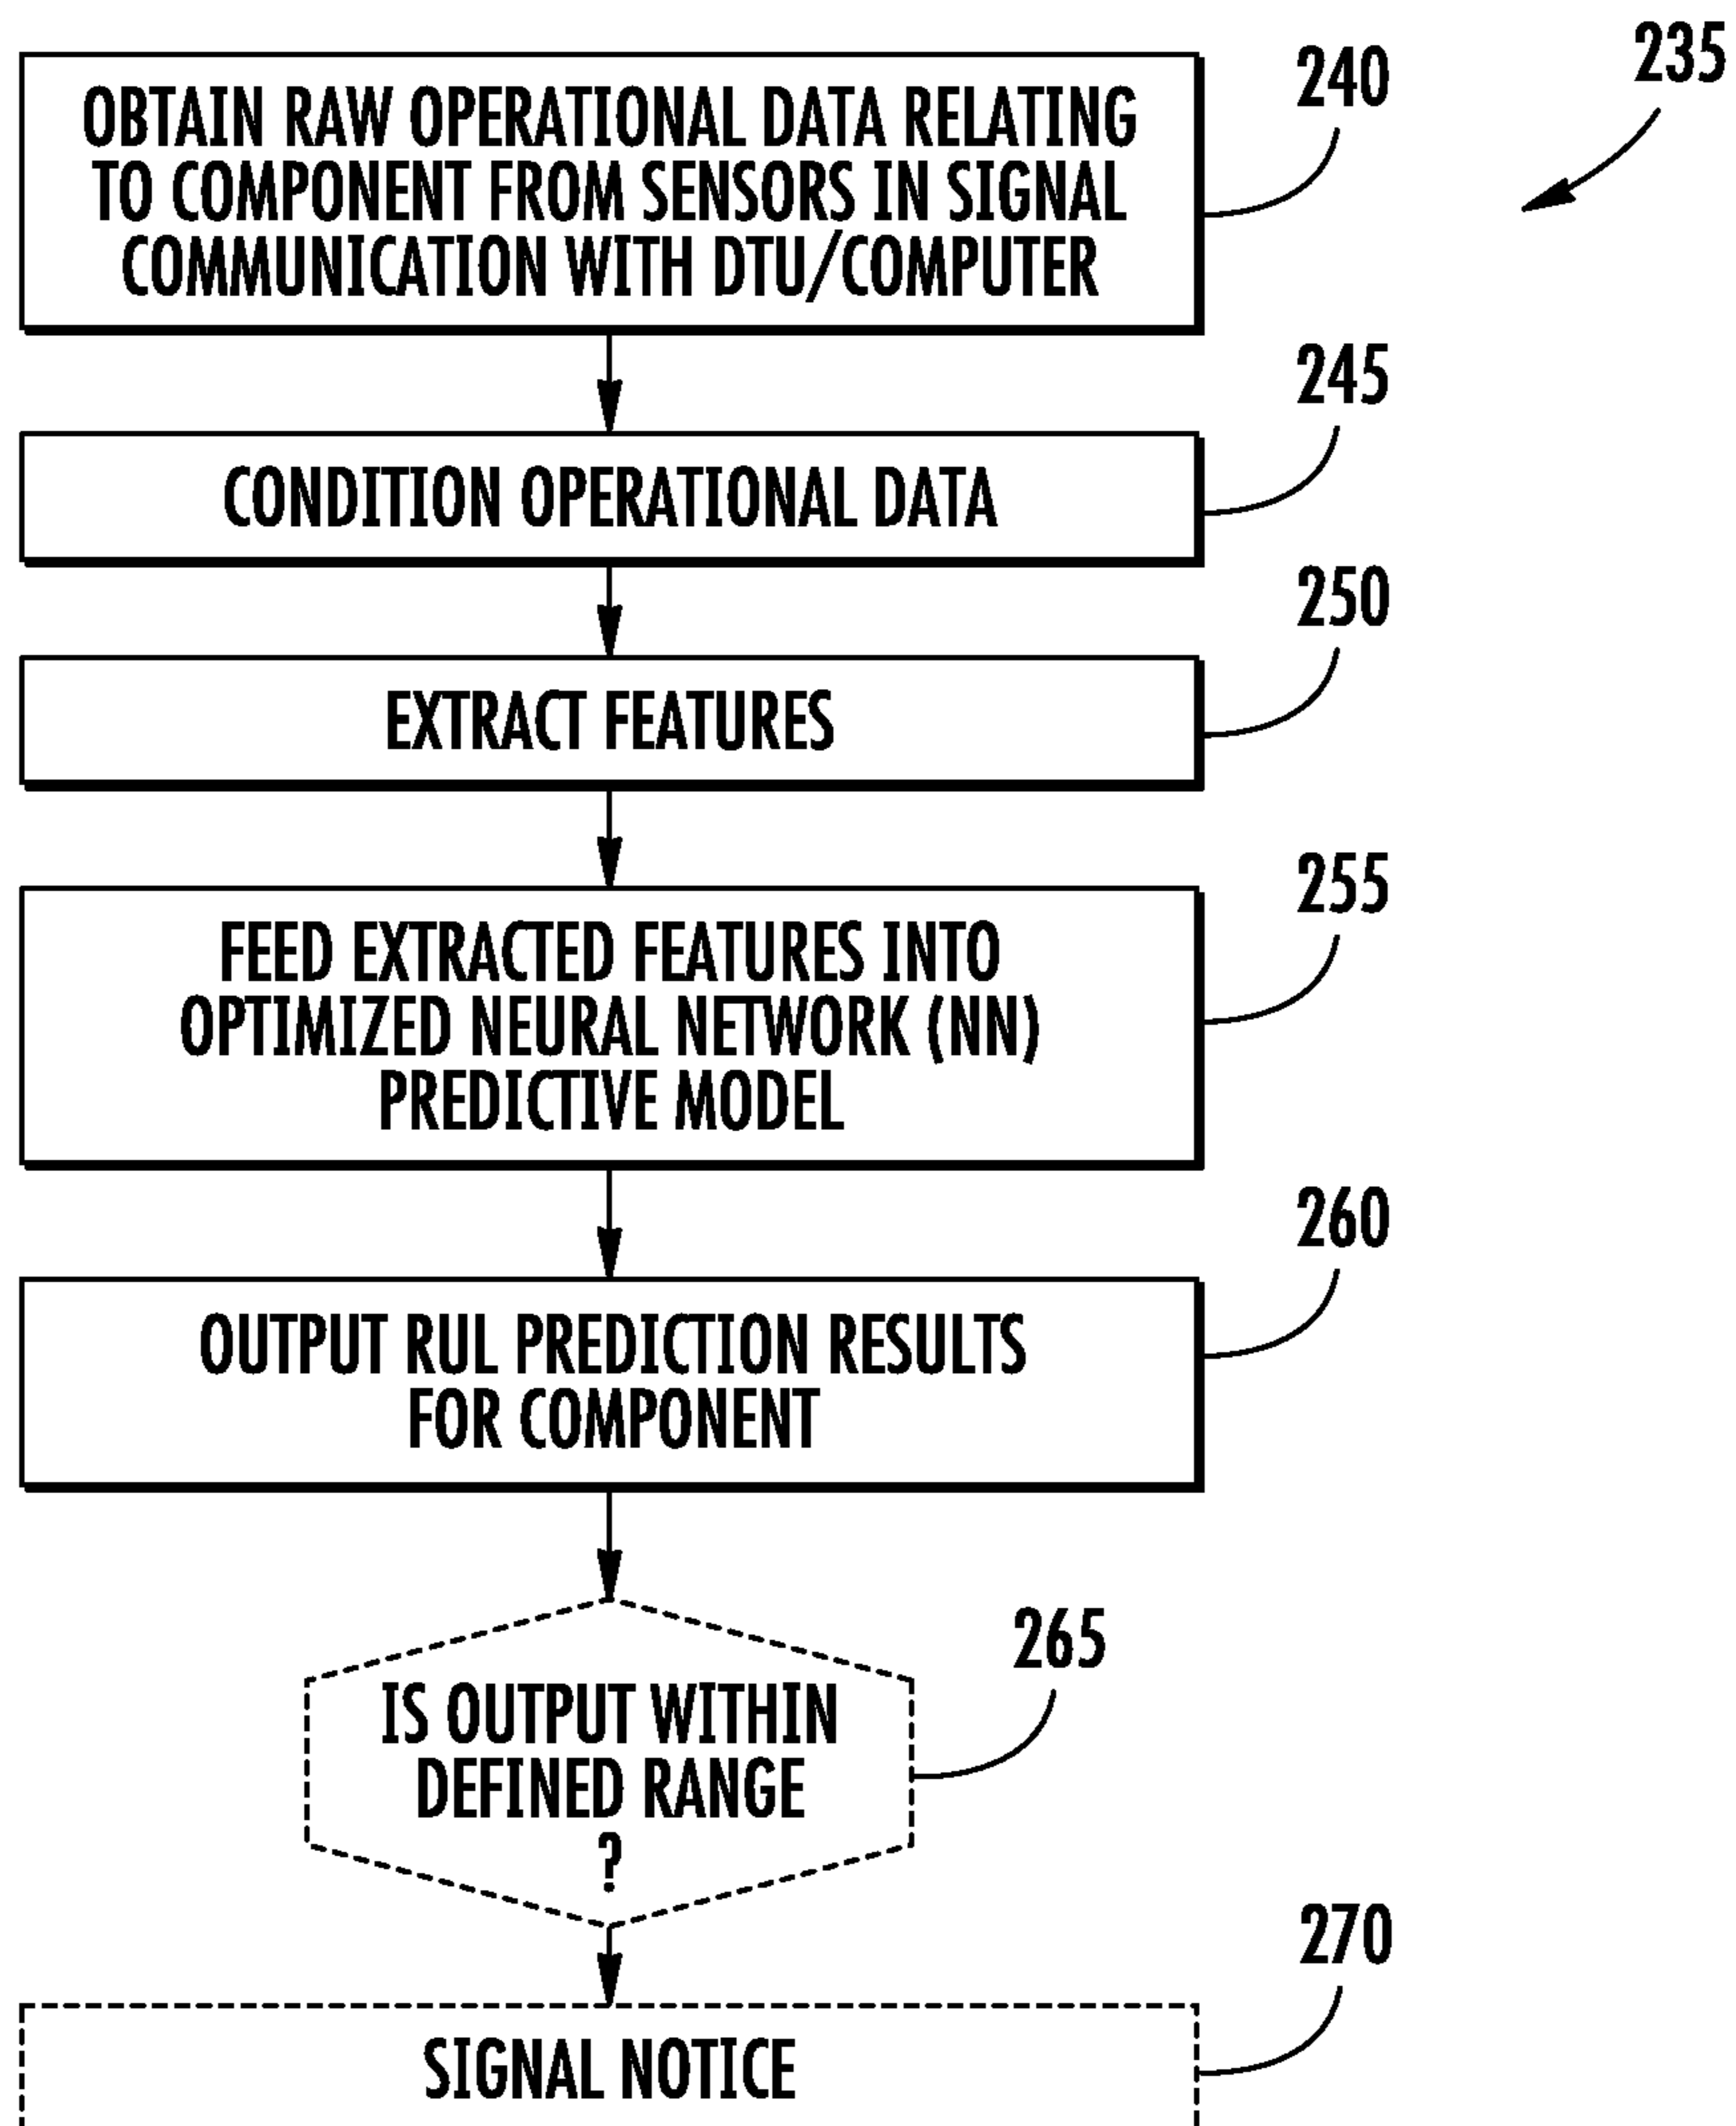 235
240
OBTAIN RAW OPERATIONAL DATA RELATING
TO COMPONENT FROM SENSORS IN SIGNAL
COMMUNICATION WITH DTU/COMPUTER
245
CONDITION OPERATIONAL DATA
250
EXTRACT FEATURES
255
FEED EXTRACTED FEATURES INTO
OPTIMIZED NEURAL NETWORK (NN)
PREDICTIVE MODEL
260
OUTPUT RUL PREDICTION RESULTS
FOR COMPONENT
265
IS OUTPUT WITHIN
DEFINED RANGE
?
270
SIGNAL NOTICE